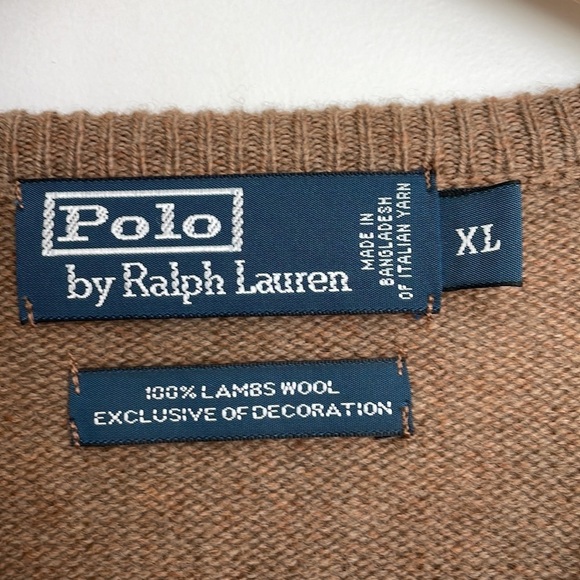 Polo
by Ralph Lauren
MADE IN
BANGLADESH
OF ITALIAN YARN
XL
100% LAMBS WOOL
EXCLUSIVE OF DECORATION